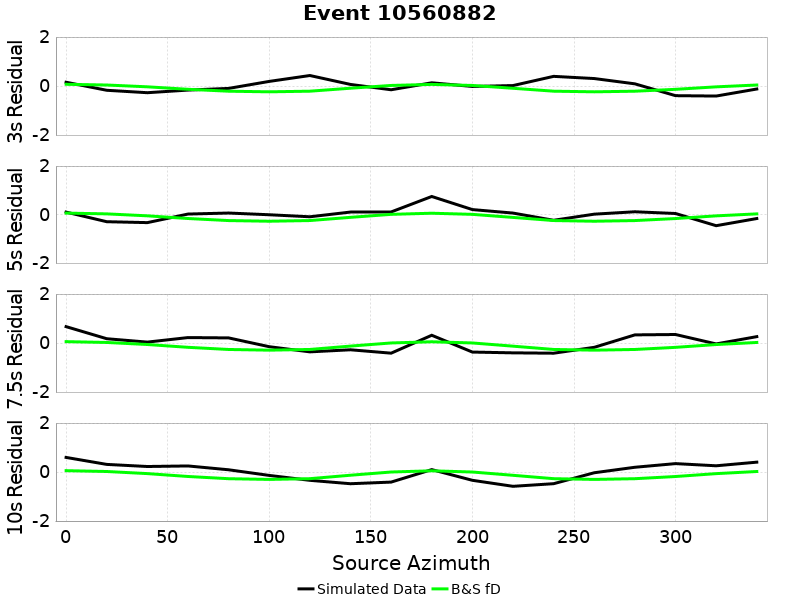 Event 10560882
3s Residual
2
0
-2
5s Residual
2
0
-2
7.5s Residual
2
0
-2
10s Residual
2
0
-2
0 50 100 150 200 250 300
Source Azimuth
Simulated Data B&S fD